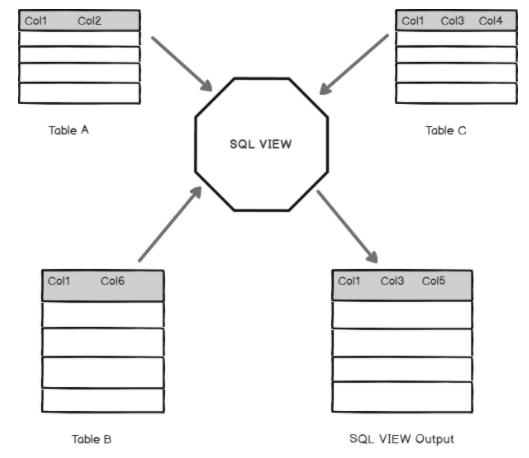 Col1 Col2
Table A
Col1 Col3 Col4
Table C
SQL VIEW
Col1 Col6
Table B
Col1 Col3 Col5
SQL VIEW Output